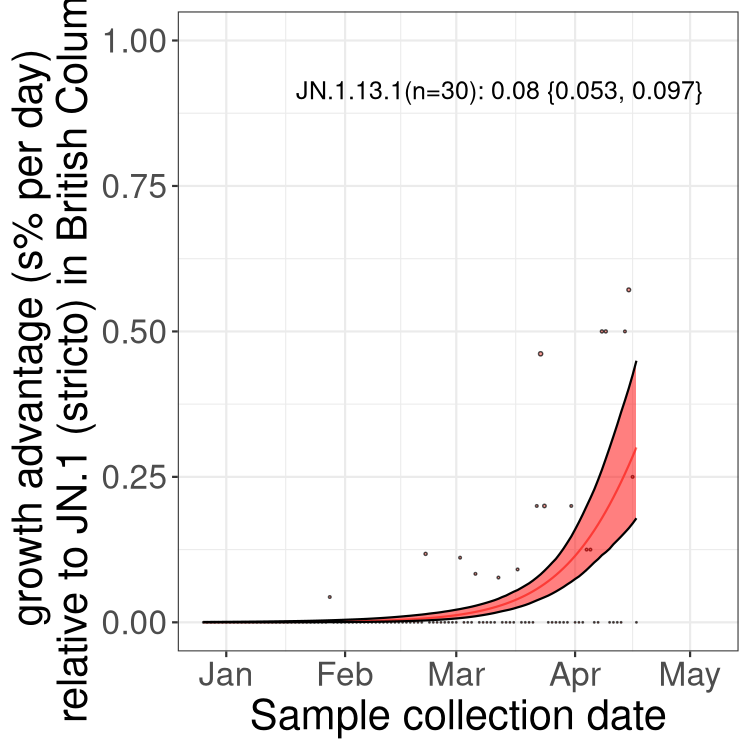 growth advantage (s% per day)
relative to JN.1 (stricto) in British Colum
1.00
0.75
0.50
0.25
0.00
JN.1.13.1(n=30): 0.08 {0.053, 0.097}
Jan Feb Mar Apr May
Sample collection date